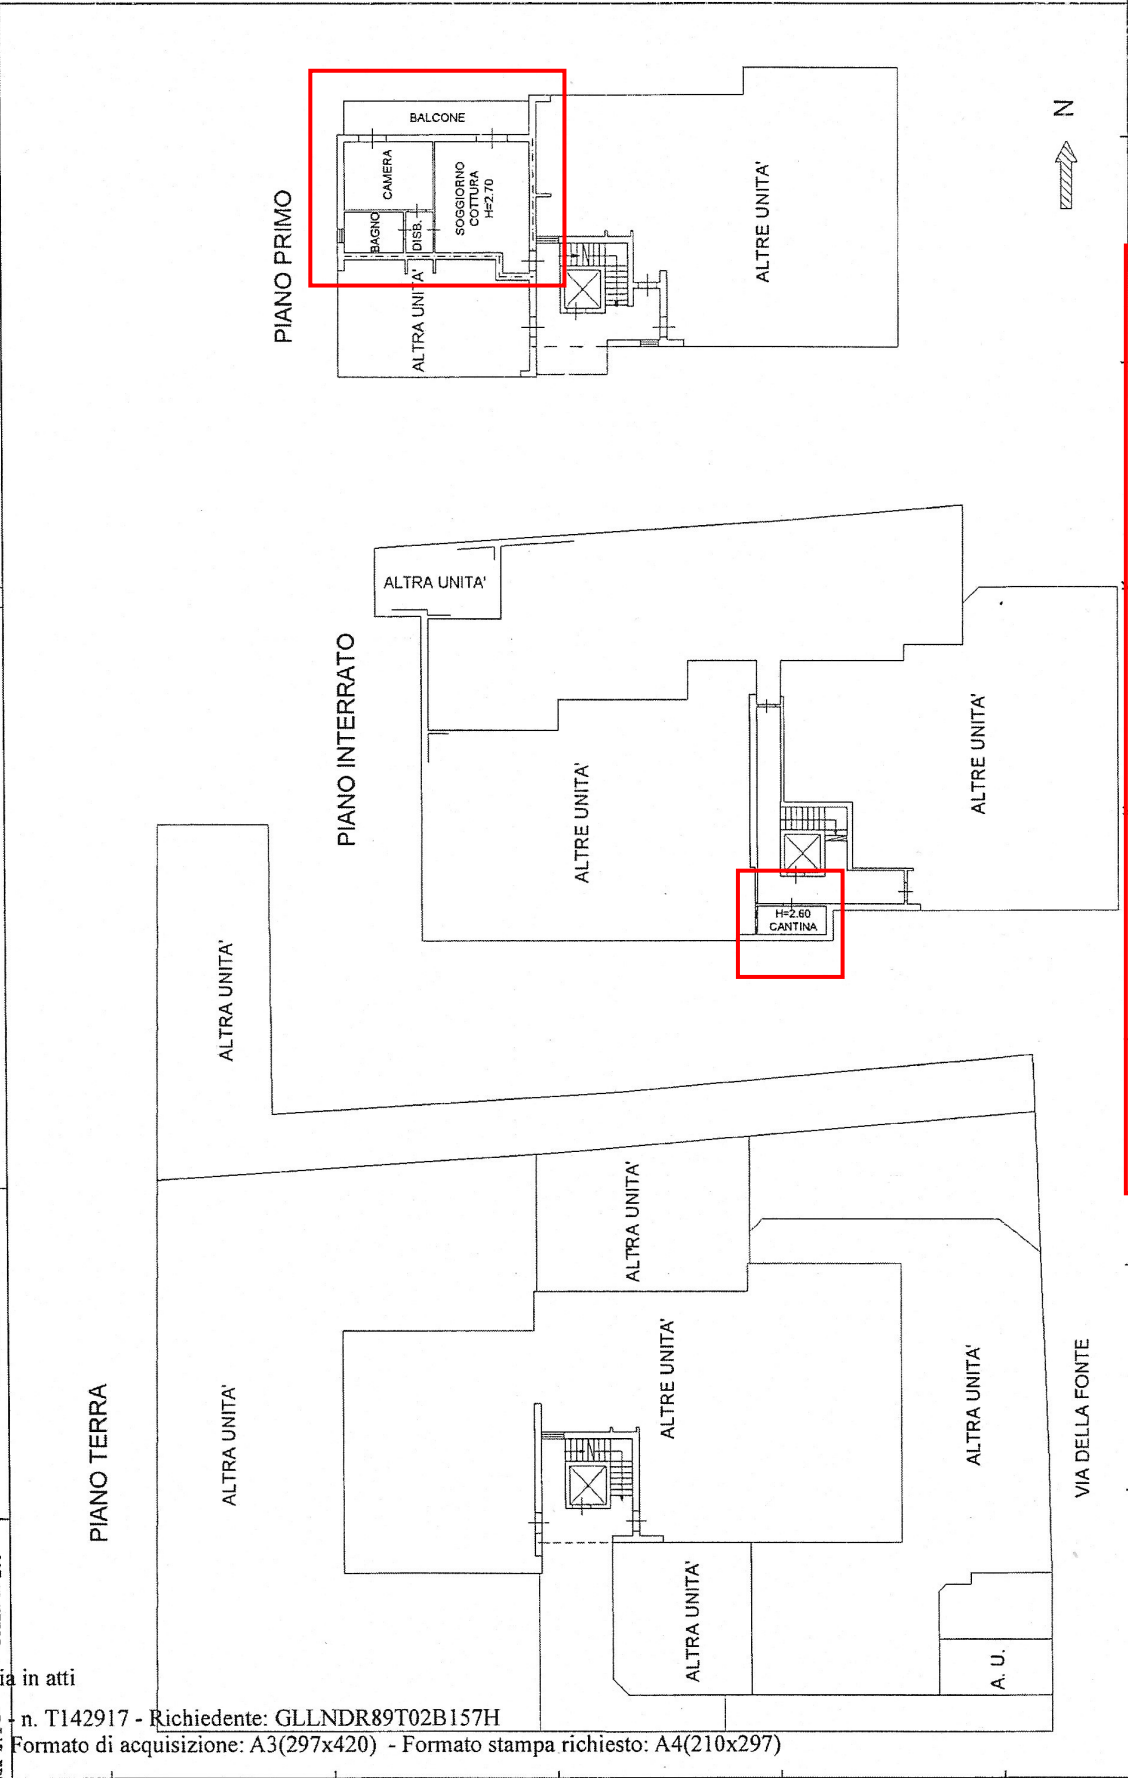 PIANO PRIMO
BALCONE
CAMERA
BAGNO
DISB.
SOGGIORNO
COTTURA
H=2.70
ALTRA UNITA'
ALTRE UNITA'
N
PIANO INTERRATO
ALTRA UNITA'
ALTRE UNITA'
ALTRE UNITA'
H=2.60
CANTINA
PIANO TERRA
ALTRA UNITA'
ALTRA UNITA'
ALTRA UNITA'
ALTRE UNITA'
ALTRA UNITA'
ALTRA UNITA'
A. U.
VIA DELLA FONTE
in atti
- n. T142917 - Richiedente: GLLNDR89T02B157H
Formato di acquisizione: A3(297x420) - Formato stampa richiesto: A4(210x297)